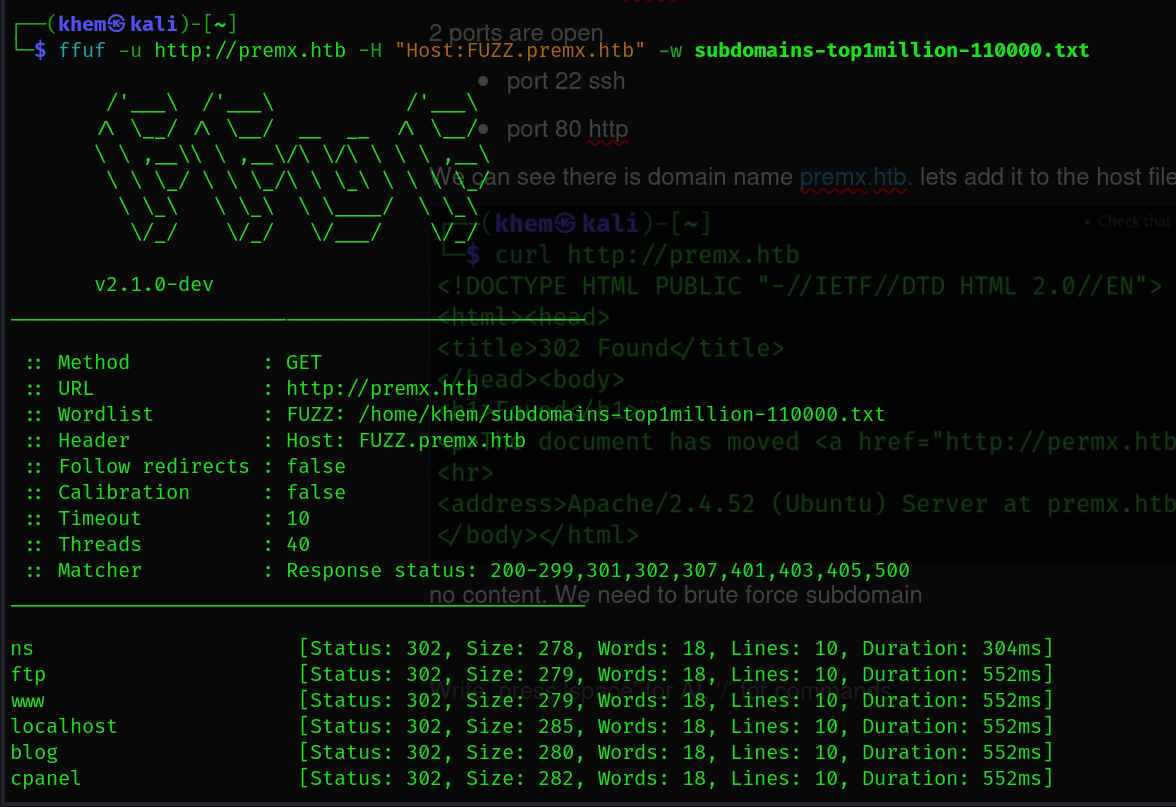 ┌──(khem㉿kali)-[~]
└─$ ffuf -u http://premx.htb -H "Host:FUZZ.premx.htb" -w subdomains-top1million-110000.txt
2 ports are open
port 22 ssh
port 80 http
We can see there is domain name premx.htb. lets add it to the host file
Check that
┌──(khem㉿kali)-[~]
└─$ curl http://premx.htb
<!DOCTYPE HTML PUBLIC "-//IETF//DTD HTML 2.0//EN">
<html><head>
<title>302 Found</title>
</head><body>
<h1>Found</h1>
<p>The document has moved <a href="http://permx.htb
<hr>
<address>Apache/2.4.52 (Ubuntu) Server at premx.htb
</body></html>
no content. We need to brute force subdomain
Write, press 'space' for AI, '/' for commands
v2.1.0-dev
:: Method : GET
:: URL : http://premx.htb
:: Wordlist : FUZZ: /home/khem/subdomains-top1million-110000.txt
:: Header : Host: FUZZ.premx.htb
:: Follow redirects : false
:: Calibration : false
:: Timeout : 10
:: Threads : 40
:: Matcher : Response status: 200-299,301,302,307,401,403,405,500
ns [Status: 302, Size: 278, Words: 18, Lines: 10, Duration: 304ms]
ftp [Status: 302, Size: 279, Words: 18, Lines: 10, Duration: 552ms]
www [Status: 302, Size: 279, Words: 18, Lines: 10, Duration: 552ms]
localhost [Status: 302, Size: 285, Words: 18, Lines: 10, Duration: 552ms]
blog [Status: 302, Size: 280, Words: 18, Lines: 10, Duration: 552ms]
cpanel [Status: 302, Size: 282, Words: 18, Lines: 10, Duration: 552ms]